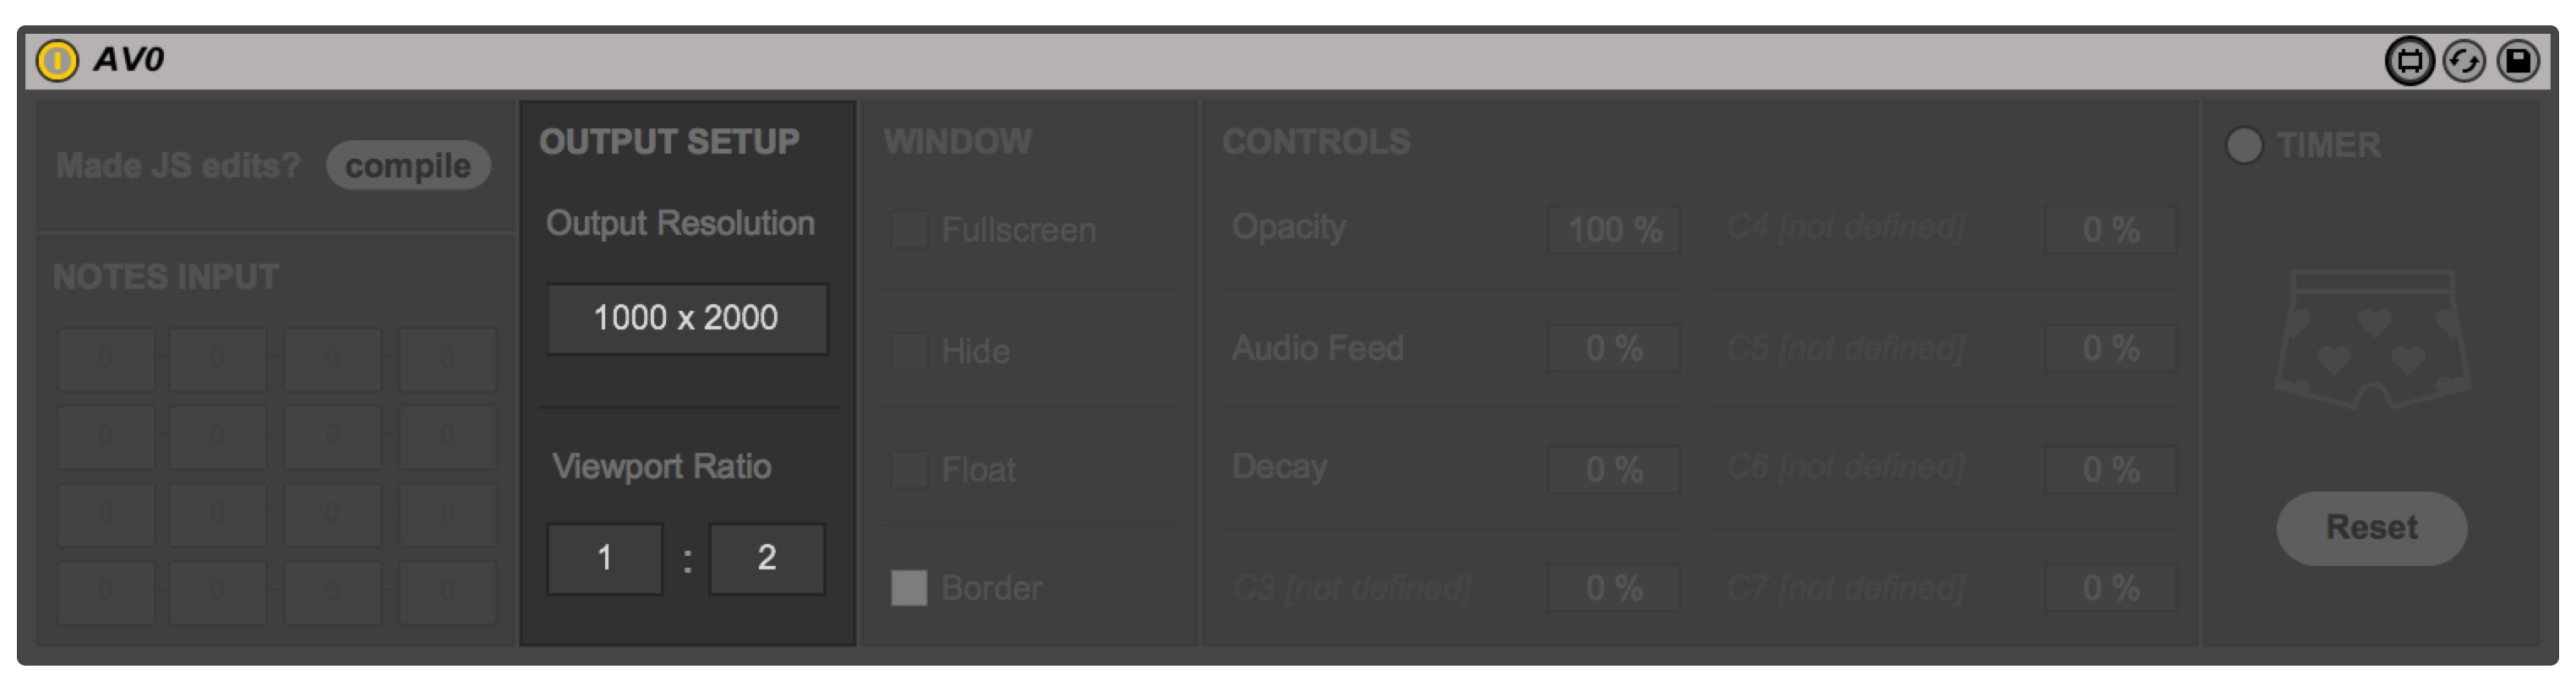 AV0
Made JS edits? compile
NOTES INPUT
0 0 0 0
0 0 0 0
0 0 0 0
0 0 0 0
OUTPUT SETUP
Output Resolution
1000 x 2000
Viewport Ratio
1 : 2
WINDOW
Fullscreen
Hide
Float
Border
CONTROLS
Opacity 100 % C4 [not defined] 0 %
Audio Feed 0 % C5 [not defined] 0 %
Decay 0 % C6 [not defined] 0 %
C3 [not defined] 0 % C7 [not defined] 0 %
TIMER
Reset